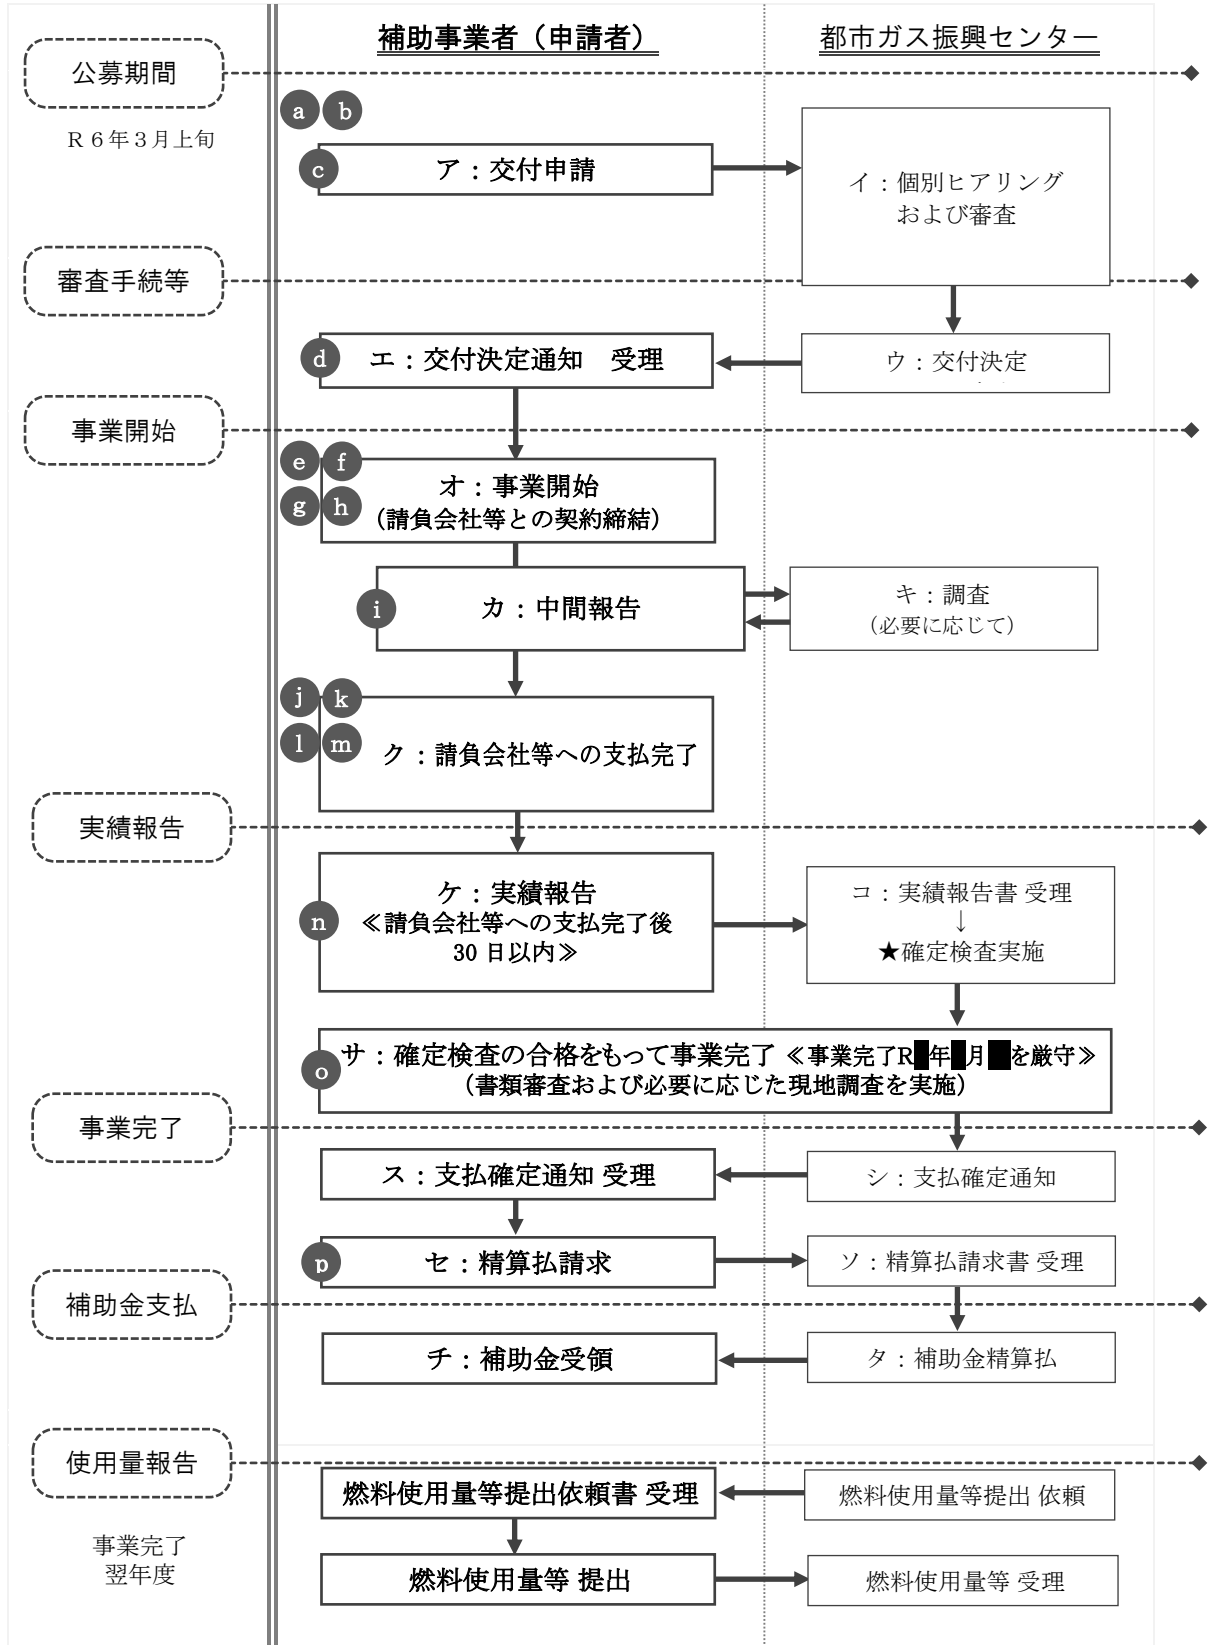 補助事業者（申請者）
都市ガス振興センター
公募期間
R６年３月上旬
a
b
c
ア：交付申請
イ：個別ヒアリング
および審査
審査手続等
d
エ：交付決定通知　受理
ウ：交付決定
事業開始
e
f
g
h
オ：事業開始
（請負会社等との契約締結）
i
カ：中間報告
キ：調査
（必要に応じて）
j
k
l
m
ク：請負会社等への支払完了
実績報告
n
ケ：実績報告
≪請負会社等への支払完了後
30 日以内≫
コ：実績報告書 受理
↓
★確定検査実施
o
サ：確定検査の合格をもって事業完了 ≪事業完了R 年 月 を厳守≫
（書類審査および必要に応じた現地調査を実施）
事業完了
ス：支払確定通知 受理
シ：支払確定通知
p
セ：精算払請求
ソ：精算払請求書 受理
補助金支払
チ：補助金受領
タ：補助金精算払
使用量報告
燃料使用量等提出依頼書 受理
燃料使用量等提出 依頼
事業完了
翌年度
燃料使用量等 提出
燃料使用量等 受理